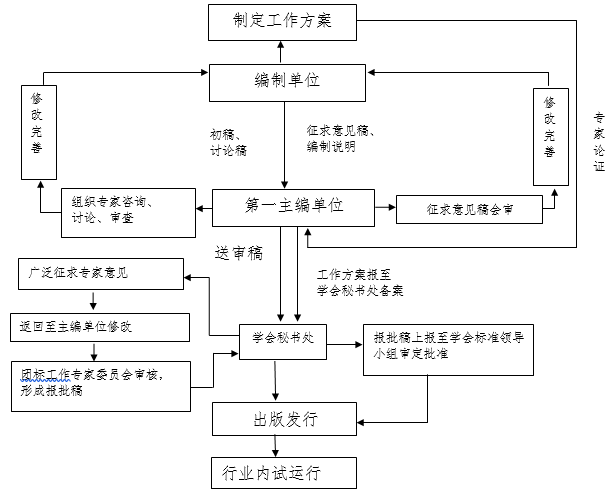 制定工作方案
编制单位
修改完善
修改完善
专家论证
初稿、
讨论稿
征求意见稿、
编制说明
组织专家咨询、
讨论、审查
第一主编单位
征求意见稿会审
送审稿
工作方案报至
学会秘书处备案
广泛征求专家意见
返回至主编单位修改
学会秘书处
报批稿上报至学会标准领导
小组审定批准
团标工作专家委员会审核，
形成报批稿
出版发行
行业内试运行